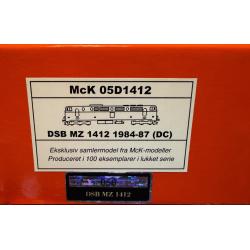 McK 05D1412
DSB MZ 1412 1984-87 (DC)
Eksklusiv samlermodel fra McK-modeller
Produceret i 100 eksemplarer i lukket serie
DSB MZ 1412